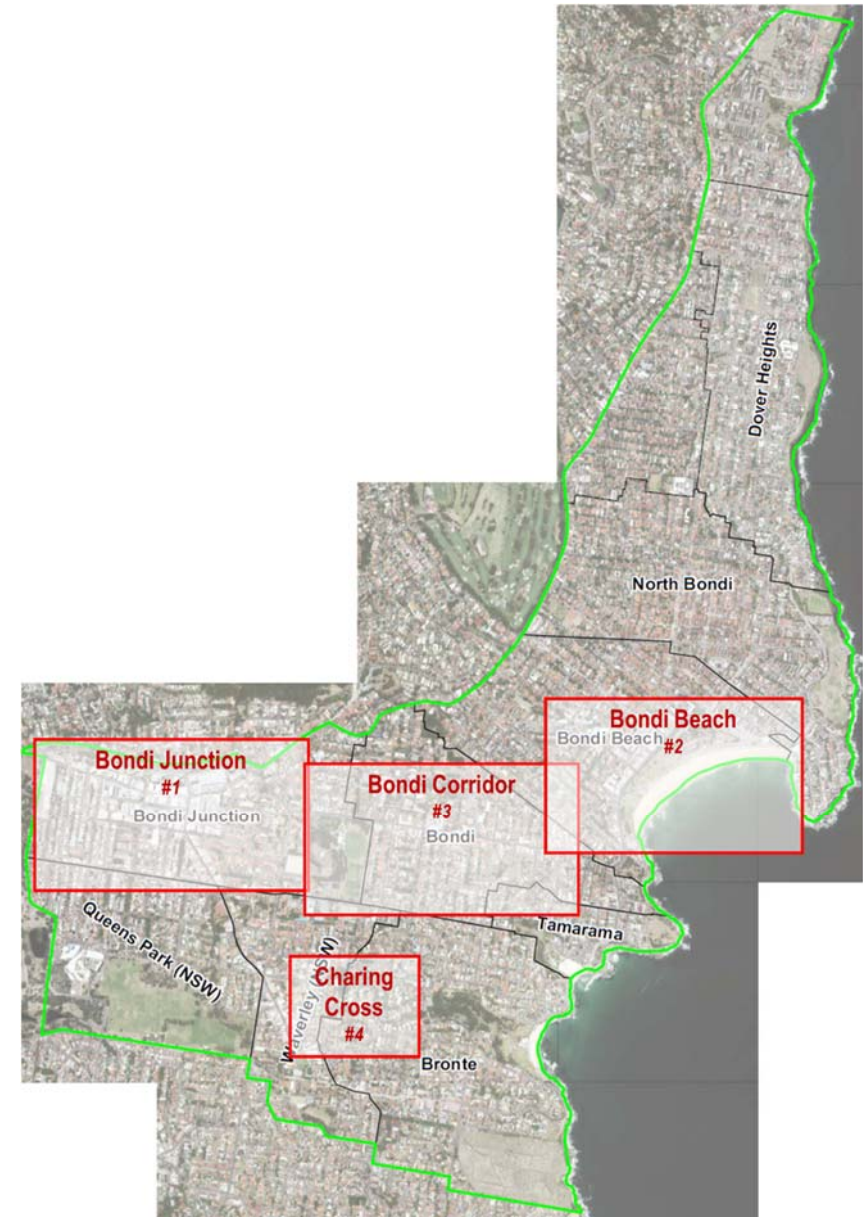 Dover Heights
North Bondi
Bondi Beach
Bondi Beach
#2
Bondi Junction
#1
Bondi Junction
Bondi Corridor
#3
Bondi
Queens Park (NSW)
Waverley (NSW)
Tamarama
Charing
Cross
#4
Bronte